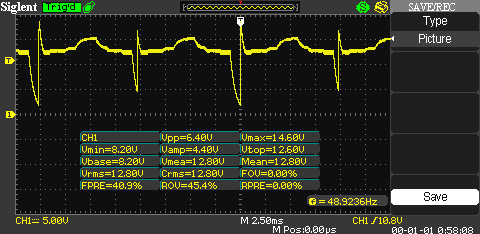 Siglent Trig'd SAVE/REC
Type
T
Picture
T
1
CH1 Vpp=6.40V Vmax=14.60V
Vmin=8.20V Vamp=4.40V Vtop=12.60V
Vbase=8.20V Vmea=12.80V Mean=12.80V
Vrms=12.80V Crms=12.80V FOV=0.00%
FPRE=40.9% ROV=45.4% RPRE=0.00%
Save
f = 48.9236Hz
CH1 5.00V M 2.50ms CH1 10.8V
M Pos:0.00µs 00-01-01 0:58:08